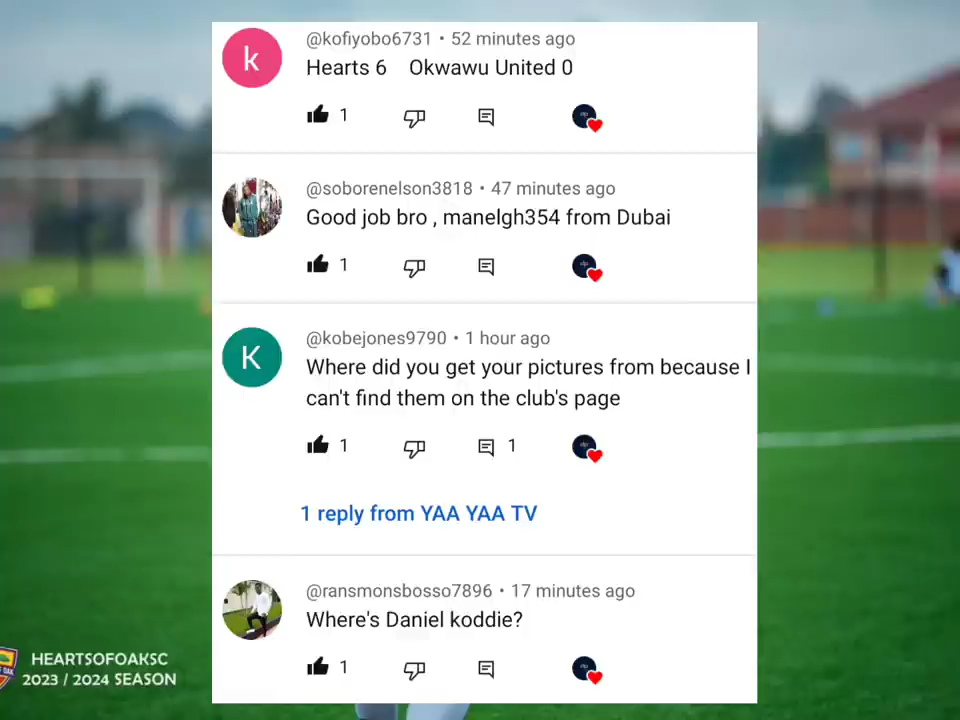 k
@kofiyobo6731 • 52 minutes ago
Hearts 6 Okwawu United 0
1
@soborenelson3818 • 47 minutes ago
Good job bro , manelgh354 from Dubai
1
K
@kobejones9790 • 1 hour ago
Where did you get your pictures from because I
can't find them on the club's page
1 1
1 reply from YAA YAA TV
@ransmonsbosso7896 • 17 minutes ago
Where's Daniel koddie?
1
HEARTSOFOAKSC
2023 / 2024 SEASON